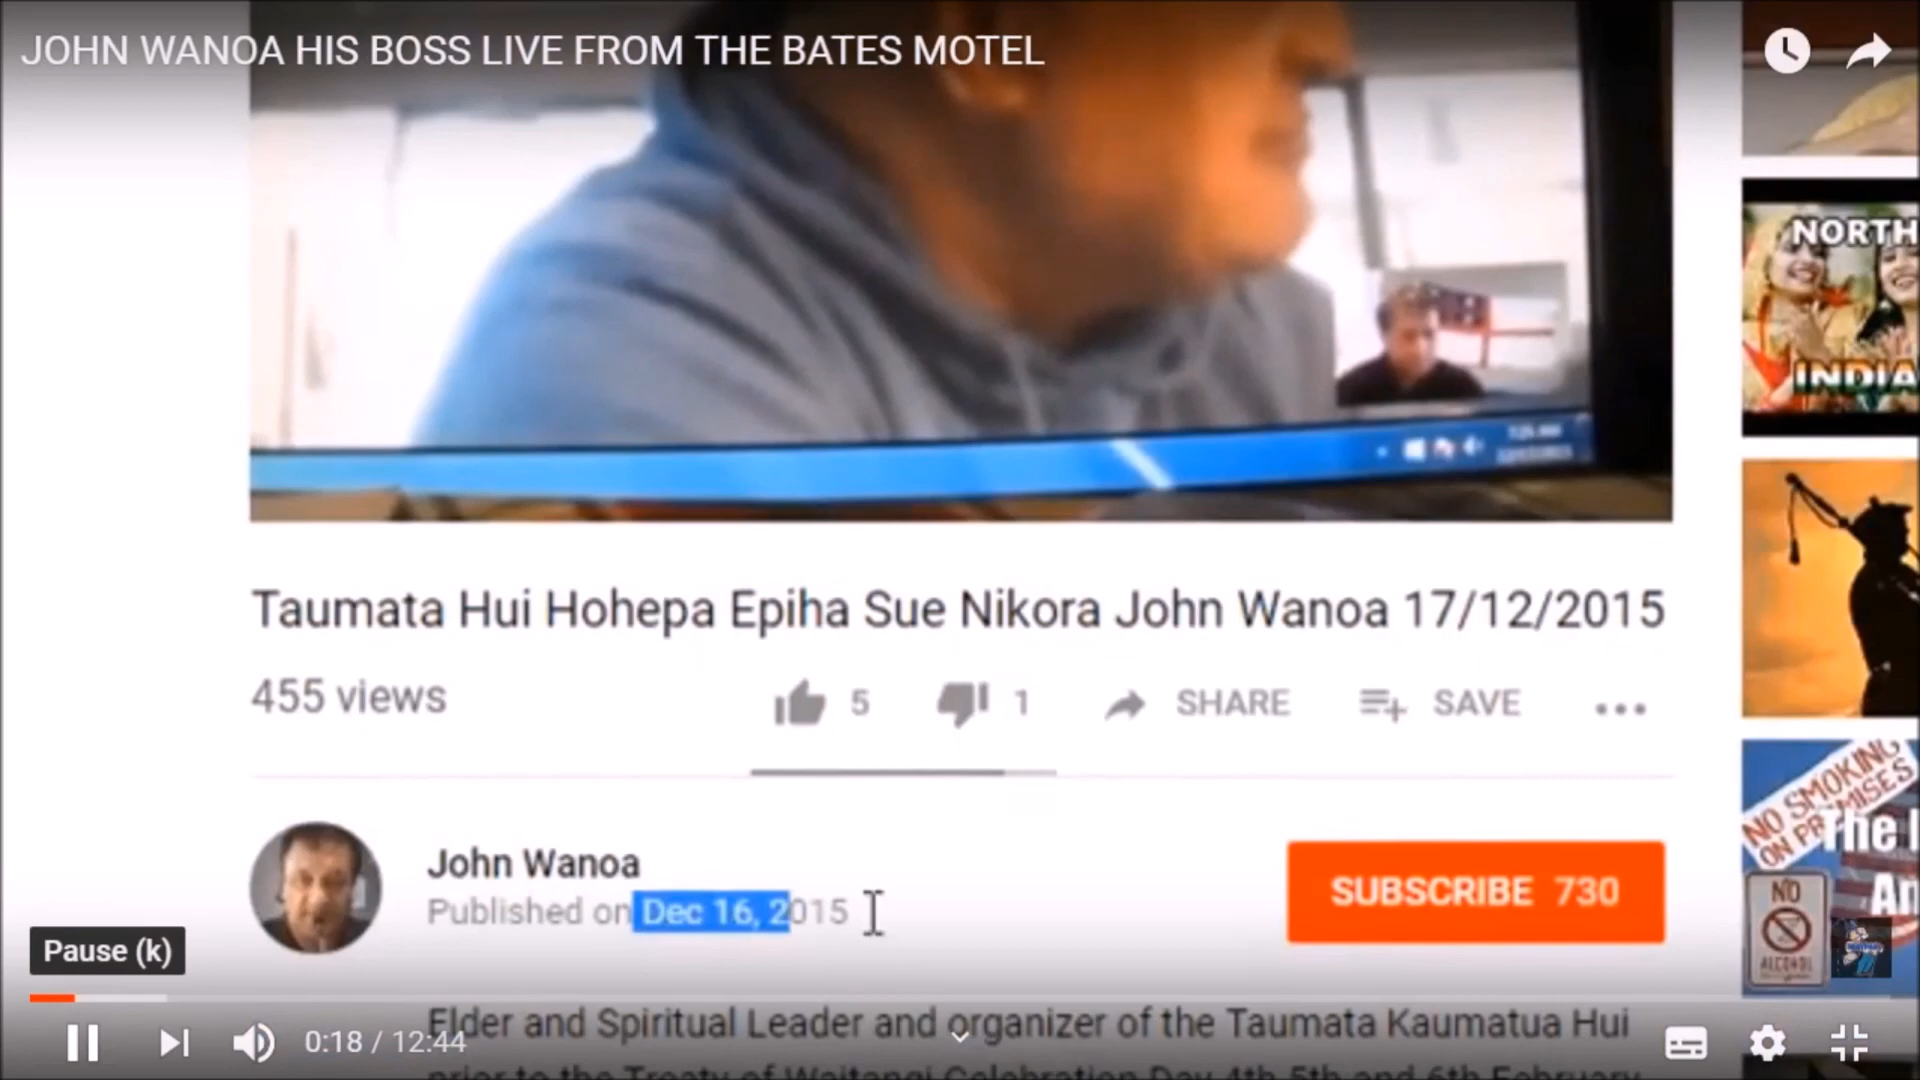 JOHN WANOA HIS BOSS LIVE FROM THE BATES MOTEL
NORTH
INDIA
Taumata Hui Hohepa Epiha Sue Nikora John Wanoa 17/12/2015
455 views
5
1
SHARE
SAVE
NO SMOKING
ON PREMISES
The
An
NO
ALCOHOL
John Wanoa
Published on Dec 16, 2015
SUBSCRIBE 730
Pause (k)
Elder and Spiritual Leader and organizer of the Taumata Kaumatua Hui
0:18 / 12:44
prior to the Treaty of Waitangi Celebration Day 4th 5th and 6th February